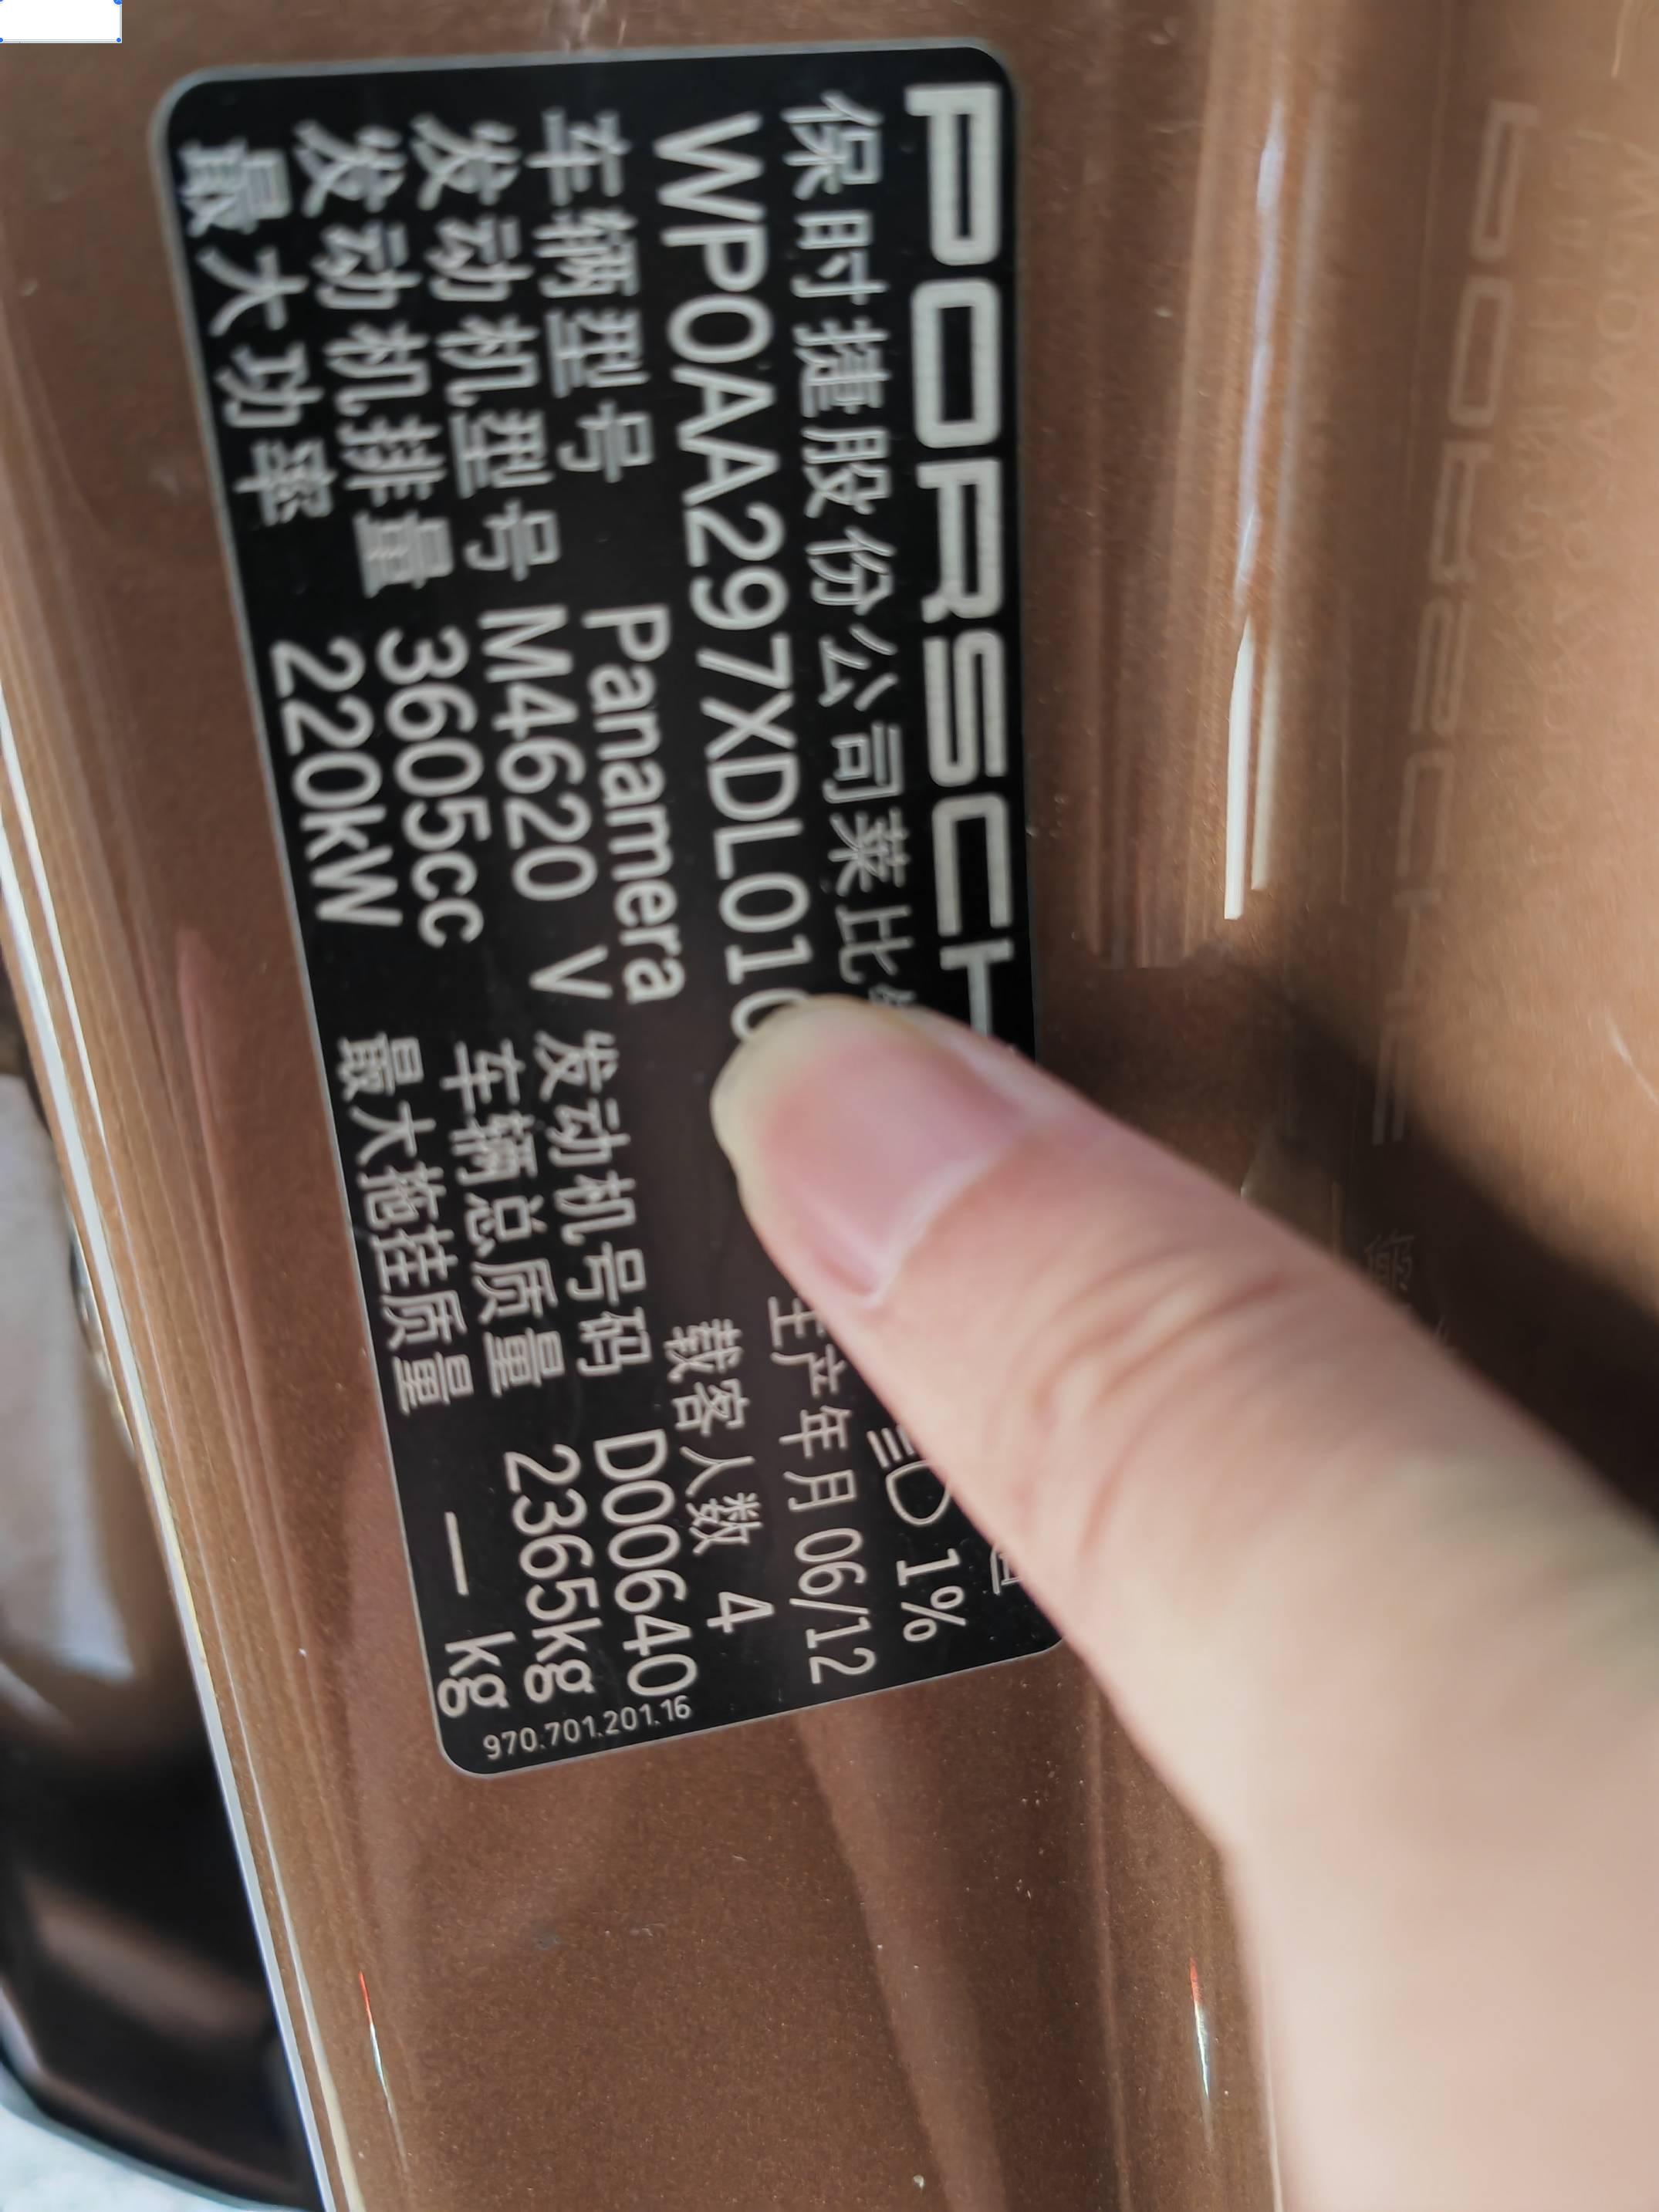 PORSCH
保时捷股份公司莱比
1%
生产年月 06/12
WP0AA297XDL010
载客人数 4
车辆型号 Panamera
发动机型号 M4620 V 发动机号码 D00640
发动机排量 3605cc 车辆总质量 2365kg
最大功率 220kW 最大拖挂质量 — kg
970.701.201.16